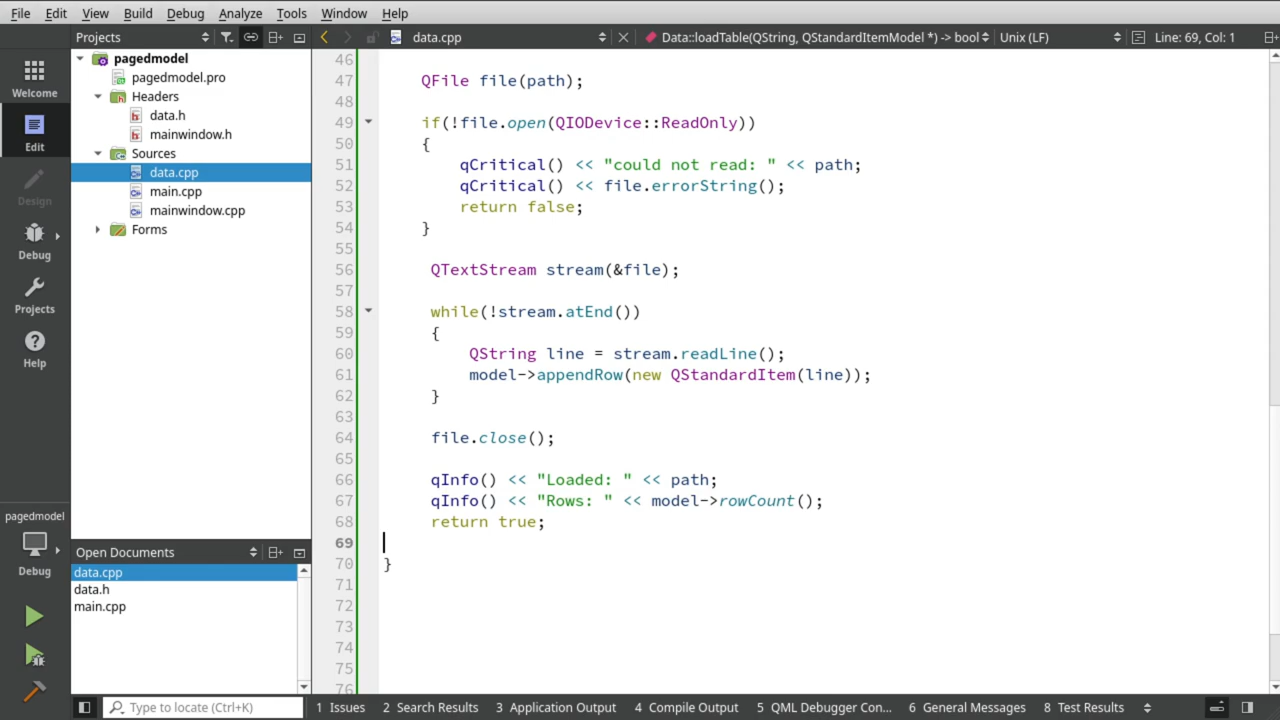 File Edit View Build Debug Analyze Tools Window Help
Projects
data.cpp
Data::loadTable(QString, QStandardItemModel *) -> bool
Unix (LF)
Line: 69, Col: 1
Welcome
Edit
Design
Debug
Projects
Help
pagedmodel
Debug
pagedmodel
pagedmodel.pro
Headers
data.h
mainwindow.h
Sources
data.cpp
main.cpp
mainwindow.cpp
Forms
Open Documents
data.cpp
data.h
main.cpp
46
47 QFile file(path);
48
49 if(!file.open(QIODevice::ReadOnly))
50 {
51 qCritical() << "could not read: " << path;
52 qCritical() << file.errorString();
53 return false;
54 }
55
56 QTextStream stream(&file);
57
58 while(!stream.atEnd())
59 {
60 QString line = stream.readLine();
61 model->appendRow(new QStandardItem(line));
62 }
63
64 file.close();
65
66 qInfo() << "Loaded: " << path;
67 qInfo() << "Rows: " << model->rowCount();
68 return true;
69
70 }
71
72
73
74
75
76
Type to locate (Ctrl+K)
1 Issues 2 Search Results 3 Application Output 4 Compile Output 5 QML Debugger Con... 6 General Messages 8 Test Results